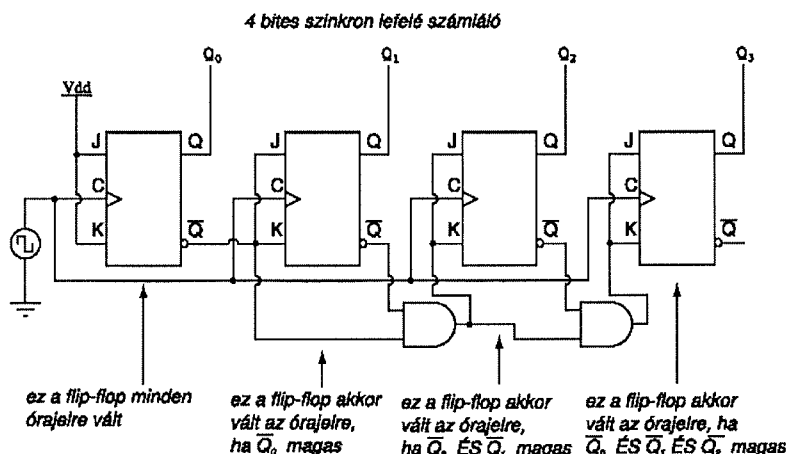 4 bites szinkron lefelé számláló
Q₀ Q₁ Q₂ Q₃
Vdd
J Q J Q J Q J Q
C C C C
K Q̅ K Q̅ K Q̅ K Q̅
ez a flip-flop minden
órajelre vált
ez a flip-flop akkor
vált az órajelre,
ha Q̅₀ magas
ez a flip-flop akkor
vált az órajelre,
ha Q̅₀ ÉS Q̅₁ magas
ez a flip-flop akkor
vált az órajelre, ha
Q̅₀ ÉS Q̅₁ ÉS Q̅₂ magas